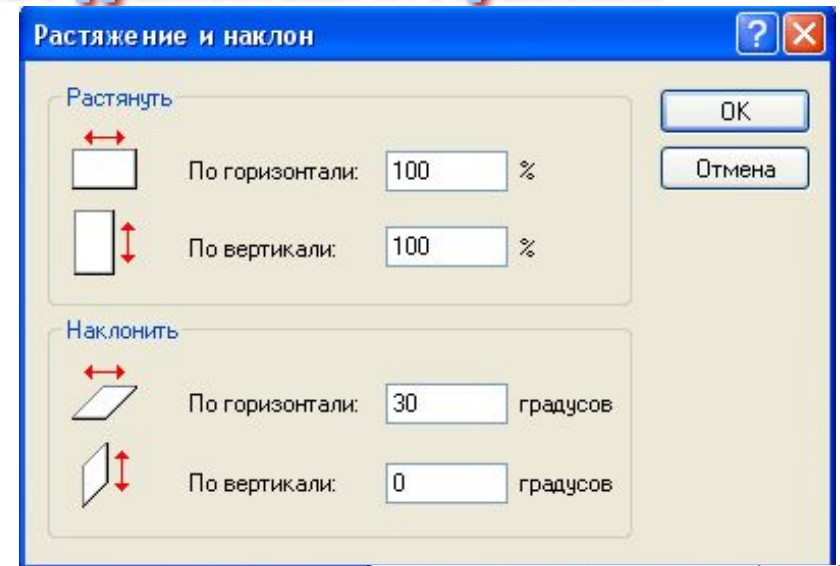 Растяжение и наклон
Растянуть
OK
По горизонтали: 100 %
Отмена
По вертикали: 100 %
Наклонить
По горизонтали: 30 градусов
По вертикали: 0 градусов